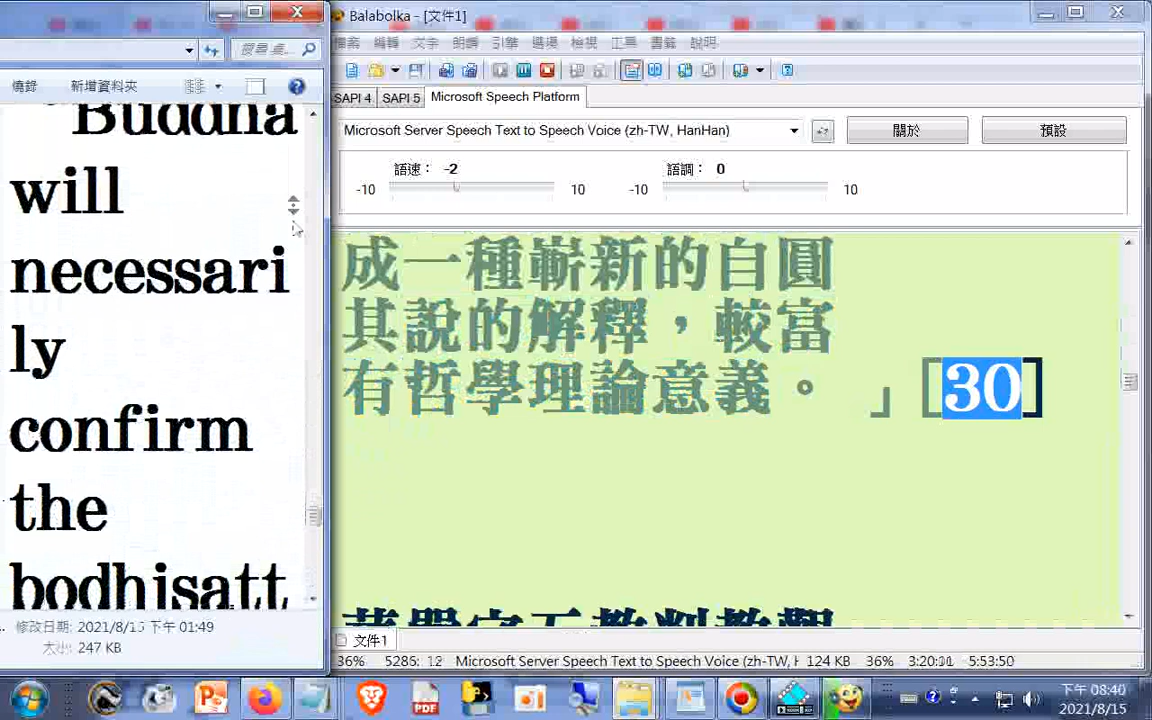 Balabolka - [文件1]
檔案 編輯 文字 朗讀 引擎 選項 檢視 工具 書籤 說明
燒錄 新增資料夾
SAPI 4 SAPI 5 Microsoft Speech Platform
Microsoft Server Speech Text to Speech Voice (zh-TW, HanHan) 關於 預設
語速： -2 語調： 0
-10 10 -10 10
Buddha
will
necessari
ly
confirm
the
bodhisatt
修改日期: 2021/8/15 下午 01:49
大小: 247 KB
成一種嶄新的自圓
其說的解釋，較富
有哲學理論意義。 」[30]
文件1
36% 5286: 12 Microsoft Server Speech Text to Speech Voice (zh-TW, H 124 KB 36% 3:20:01 5:53:50
下午 08:40
2021/8/15